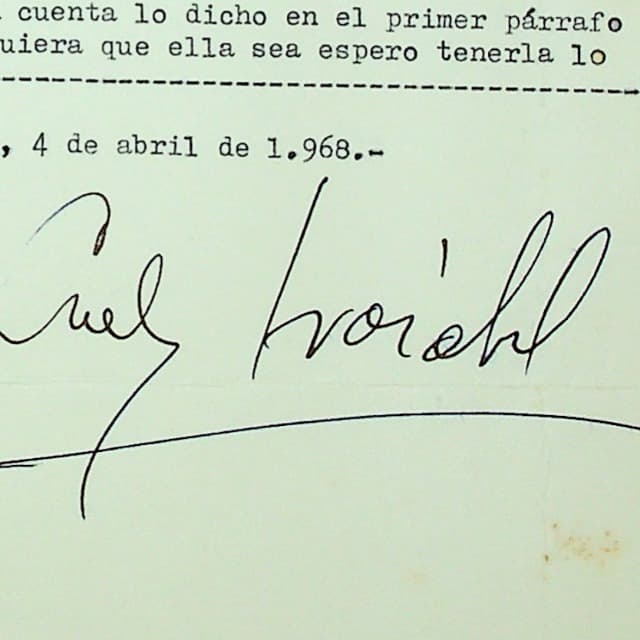 cuenta lo dicho en el primer párrafo
uiera que ella sea espero tenerla lo
, 4 de abril de 1.968.-